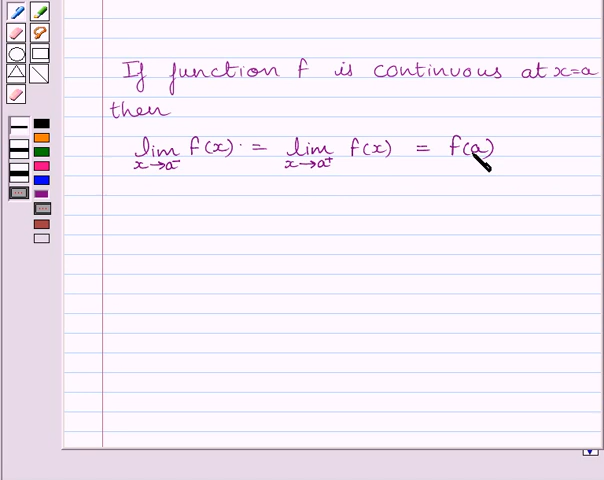 If function f is continuous at x=a
then
lim x→a⁻ f(x) = lim x→a⁺ f(x) = f(a)